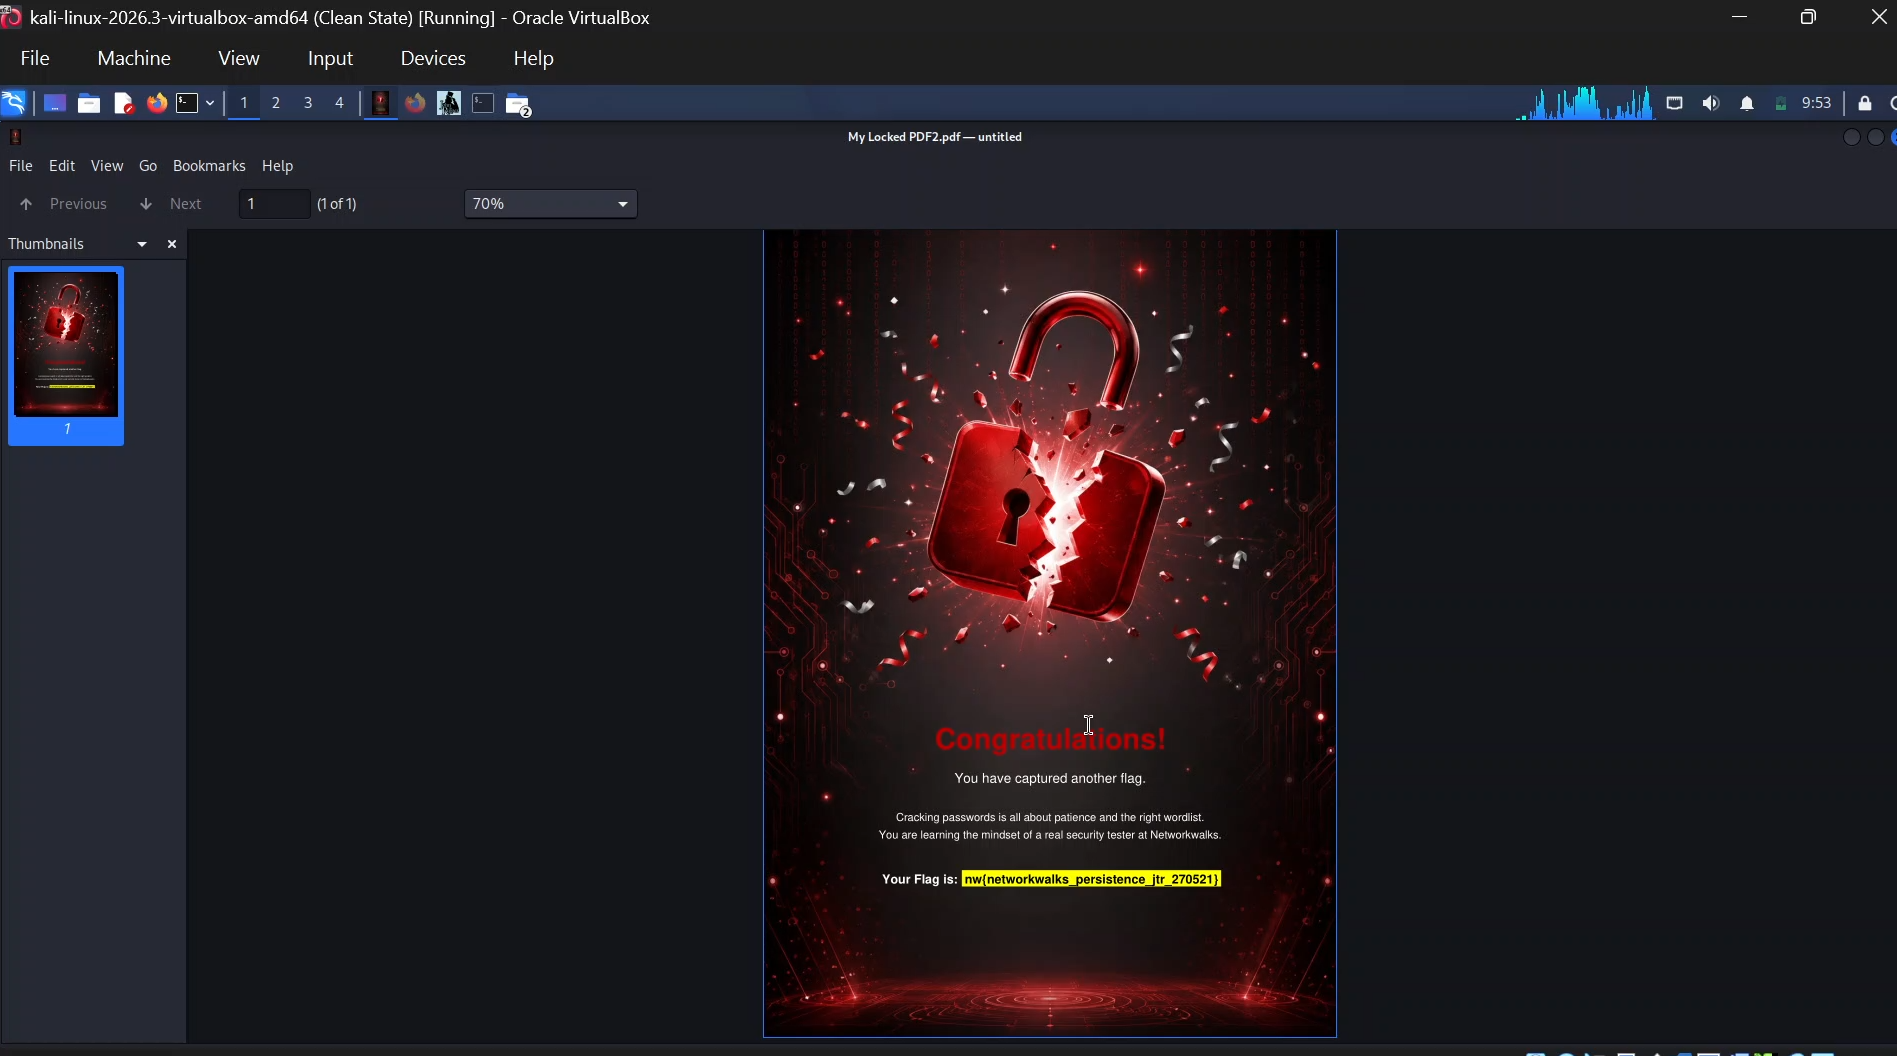 kali-linux-2026.3-virtualbox-amd64 (Clean State) [Running] - Oracle VirtualBox
File Machine View Input Devices Help
1 2 3 4 2 9:53
My Locked PDF2.pdf — untitled
File Edit View Go Bookmarks Help
Previous Next 1 (1 of 1) 70%
Thumbnails
1
Congratulations!
You have captured another flag.
Cracking passwords is all about patience and the right wordlist.
You are learning the mindset of a real security tester at Networkwalks.
Your Flag is: nw{networkwalks_persistence_jtr_270521}